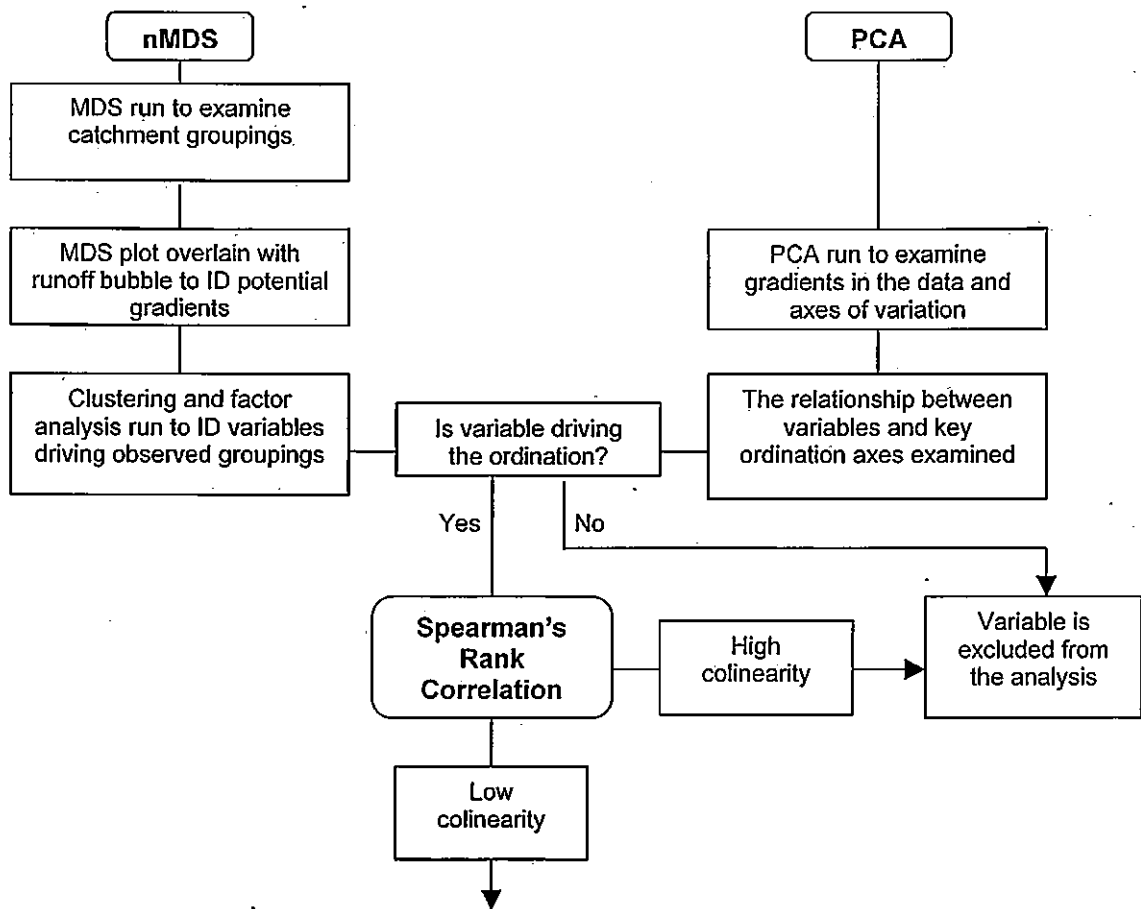 nMDS
MDS run to examine
catchment groupings
MDS plot overlain with
runoff bubble to ID potential
gradients
Clustering and factor
analysis run to ID variables
driving observed groupings
PCA
PCA run to examine
gradients in the data and
axes of variation
The relationship between
variables and key
ordination axes examined
Is variable driving
the ordination?
Yes
No
Spearman's
Rank
Correlation
High
colinearity
Variable is
excluded from
the analysis
Low
colinearity